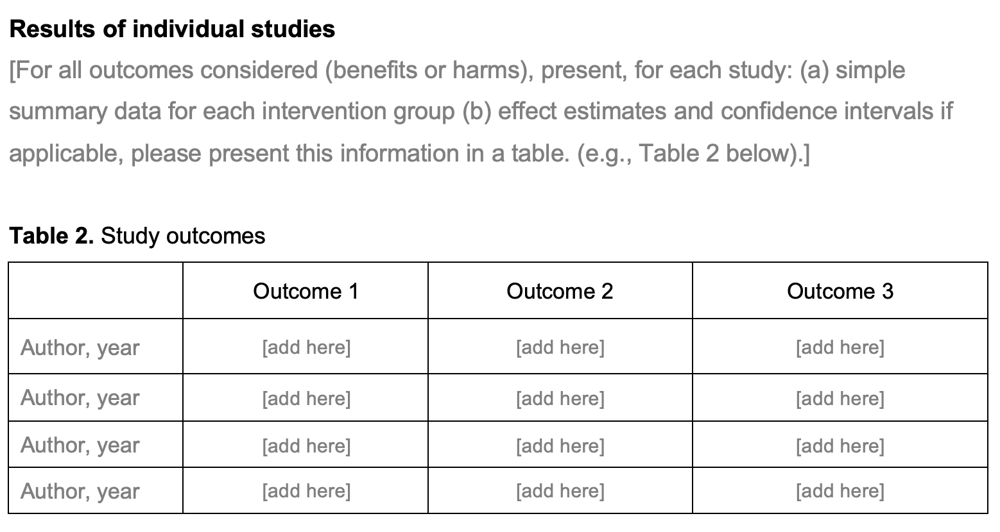 Results of individual studies
[For all outcomes considered (benefits or harms), present, for each study: (a) simple
summary data for each intervention group (b) effect estimates and confidence intervals if
applicable, please present this information in a table. (e.g., Table 2 below).]
Table 2. Study outcomes
Outcome 1 Outcome 2 Outcome 3
Author, year [add here] [add here] [add here]
Author, year [add here] [add here] [add here]
Author, year [add here] [add here] [add here]
Author, year [add here] [add here] [add here]